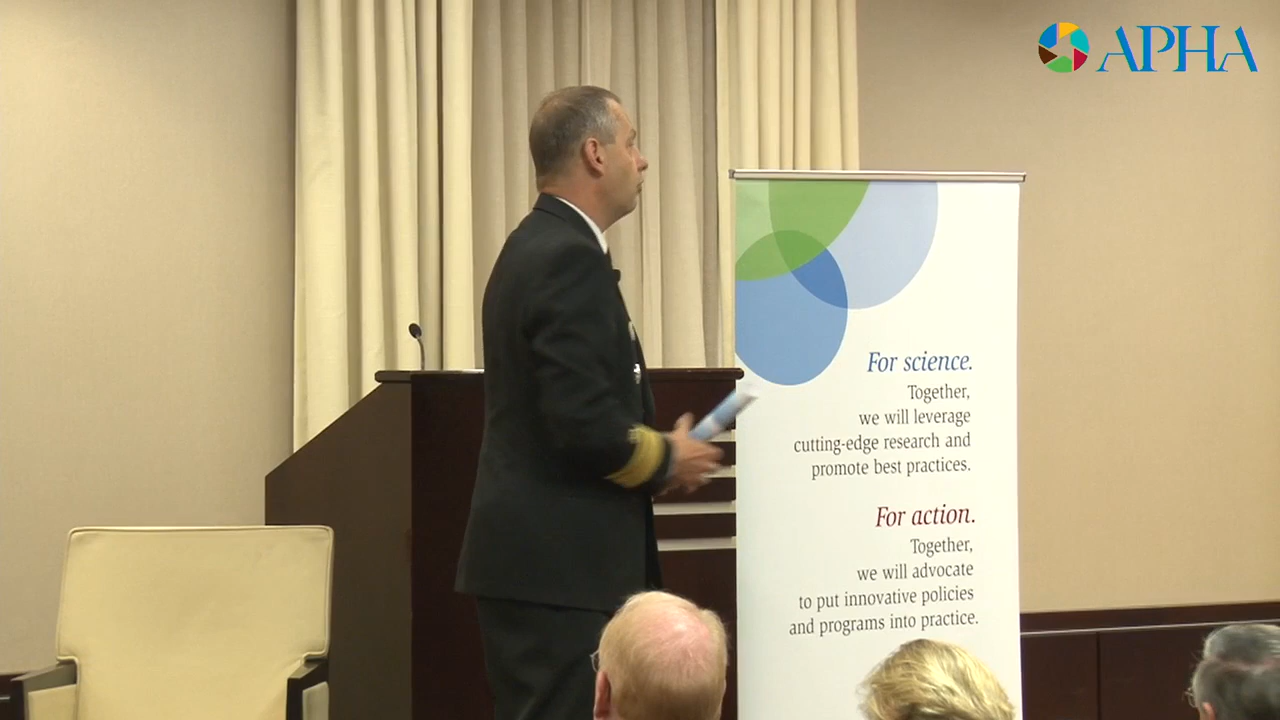 APHA
For science.
Together,
we will leverage
cutting-edge research and
promote best practices.
For action.
Together,
we will advocate
to put innovative policies
and programs into practice.